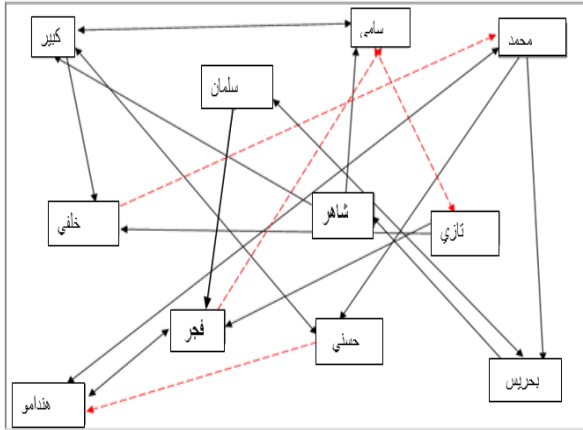 كبير
سامي
محمد
سلمان
خلفي
شاهر
تازي
فجر
حسني
بحريس
هندامو